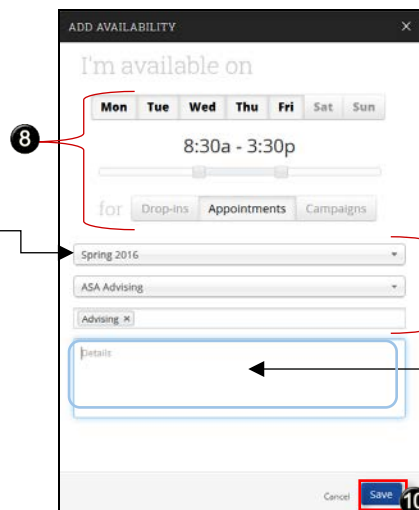 ADD AVAILABILITY ×
I'm available on
Mon Tue Wed Thu Fri Sat Sun
8
8:30a - 3:30p
for Drop-ins Appointments Campaigns
Spring 2016
ASA Advising
Advising ×
Details
Cancel Save
10